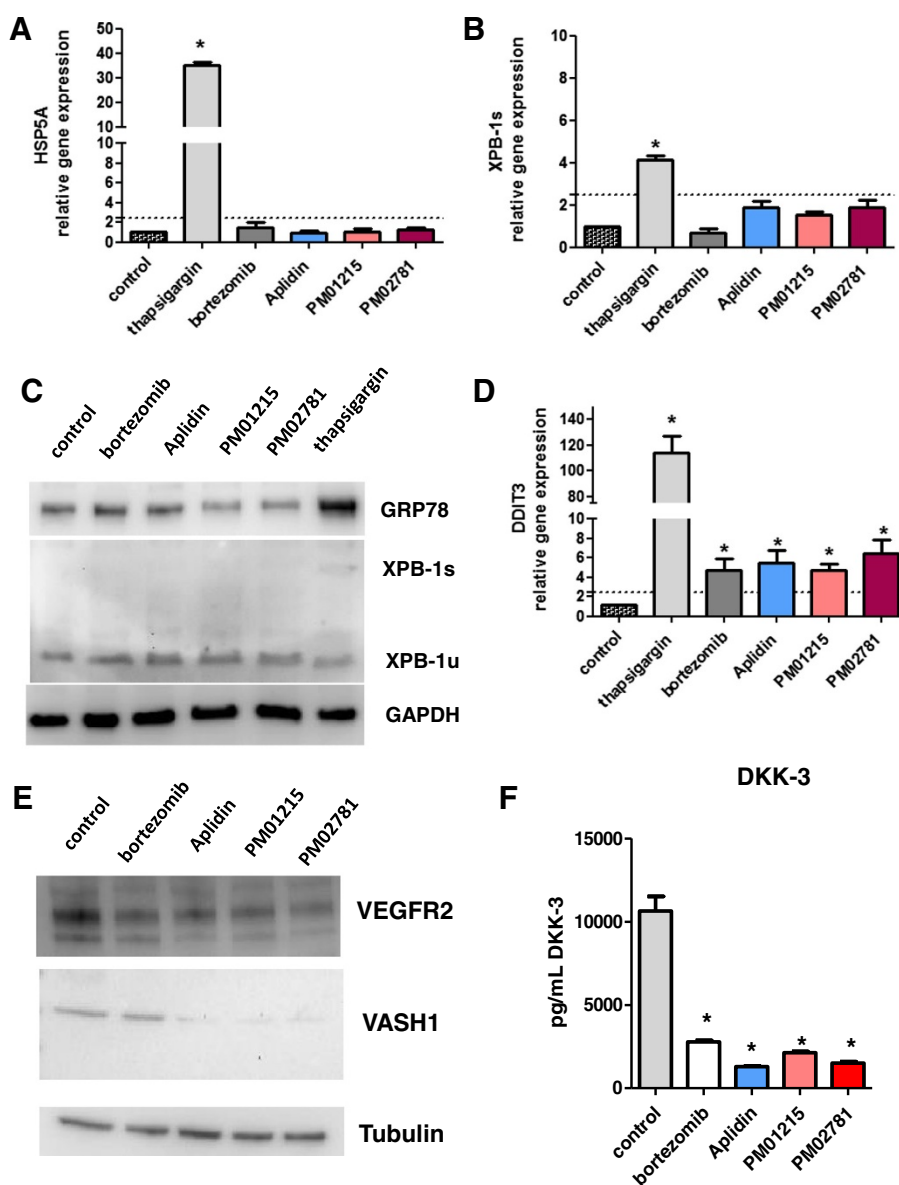 A
HSP5A
relative gene expression
50
40
30
20
10
10
8
6
4
2
0
*
control
thapsigargin
bortezomib
Aplidin
PM01215
PM02781
B
XPB-1s
relative gene expression
10
8
6
4
2
0
*
control
thapsigargin
bortezomib
Aplidin
PM01215
PM02781
C
control
bortezomib
Aplidin
PM01215
PM02781
thapsigargin
GRP78
XPB-1s
XPB-1u
GAPDH
D
DDIT3
relative gene expression
140
120
100
80
10
8
6
4
2
0
* * * * *
control
thapsigargin
bortezomib
Aplidin
PM01215
PM02781
E
control
bortezomib
Aplidin
PM01215
PM02781
VEGFR2
VASH1
Tubulin
F
DKK-3
pg/mL DKK-3
15000
10000
5000
0
* * * *
control
bortezomib
Aplidin
PM01215
PM02781